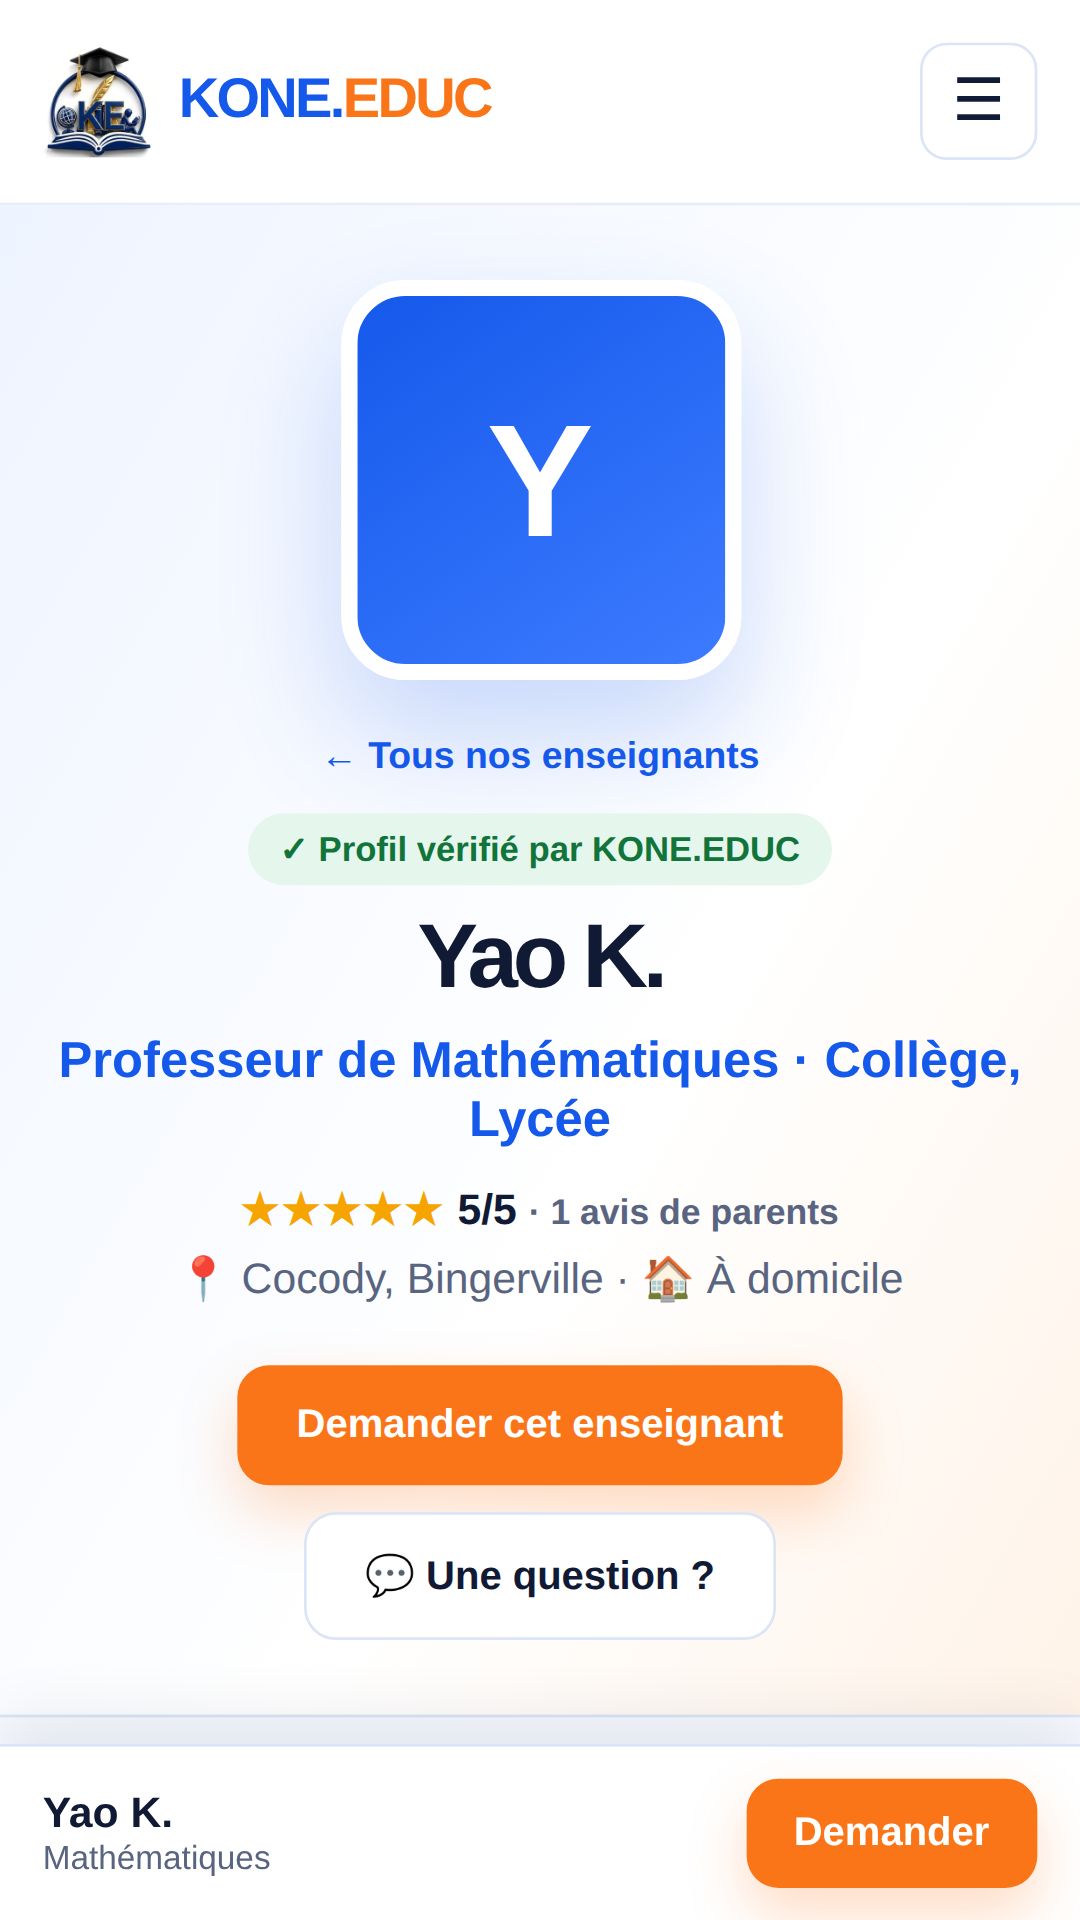 KE
KONE.EDUC
☰
Y
← Tous nos enseignants
✓ Profil vérifié par KONE.EDUC
Yao K.
Professeur de Mathématiques · Collège,
Lycée
★★★★★ 5/5 · 1 avis de parents
📍 Cocody, Bingerville · 🏠 À domicile
Demander cet enseignant
💬 Une question ?
Yao K.
Mathématiques
Demander